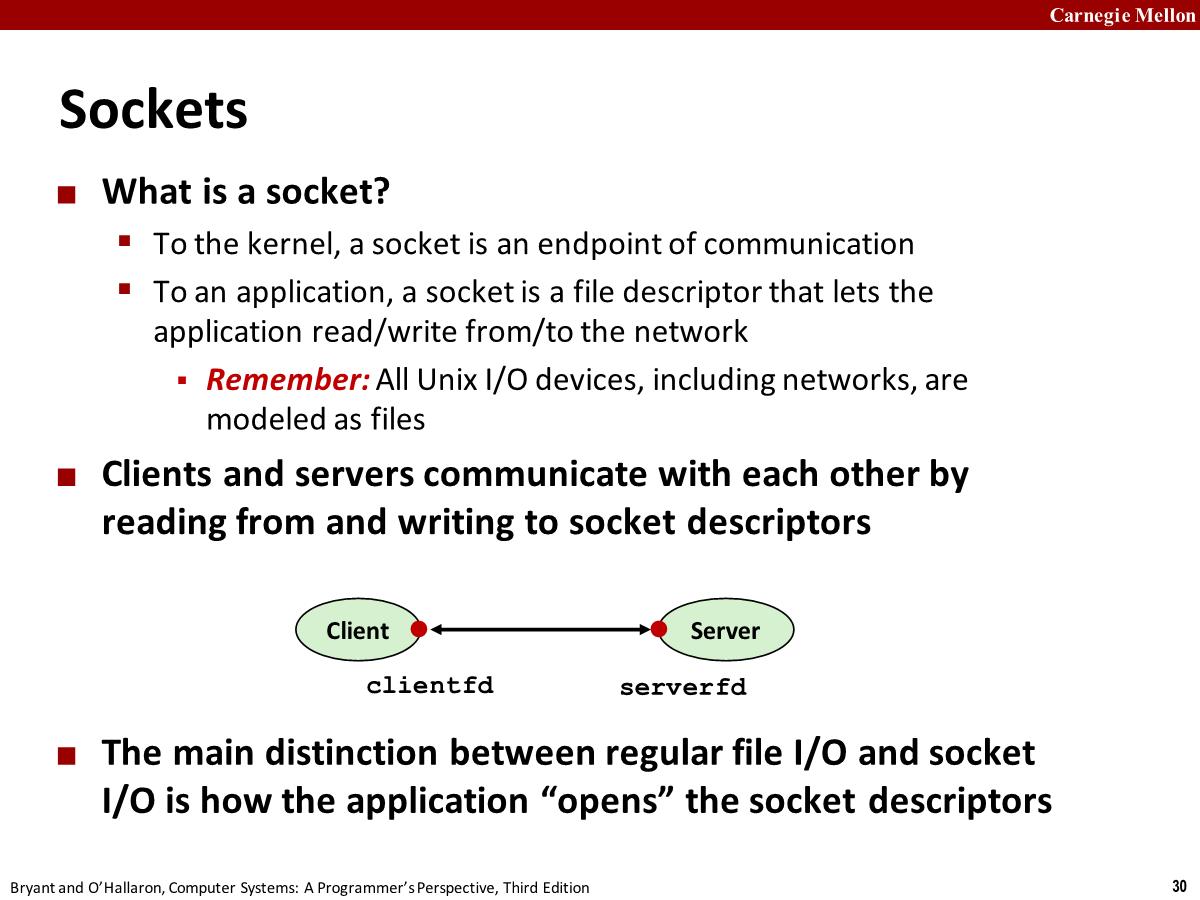 Carnegie Mellon
Sockets
■ What is a socket?
▪ To the kernel, a socket is an endpoint of communication
▪ To an application, a socket is a file descriptor that lets the
application read/write from/to the network
▪ Remember: All Unix I/O devices, including networks, are
modeled as files
■ Clients and servers communicate with each other by
reading from and writing to socket descriptors
Client Server
clientfd serverfd
■ The main distinction between regular file I/O and socket
I/O is how the application “opens” the socket descriptors
Bryant and O’Hallaron, Computer Systems: A Programmer’s Perspective, Third Edition 30